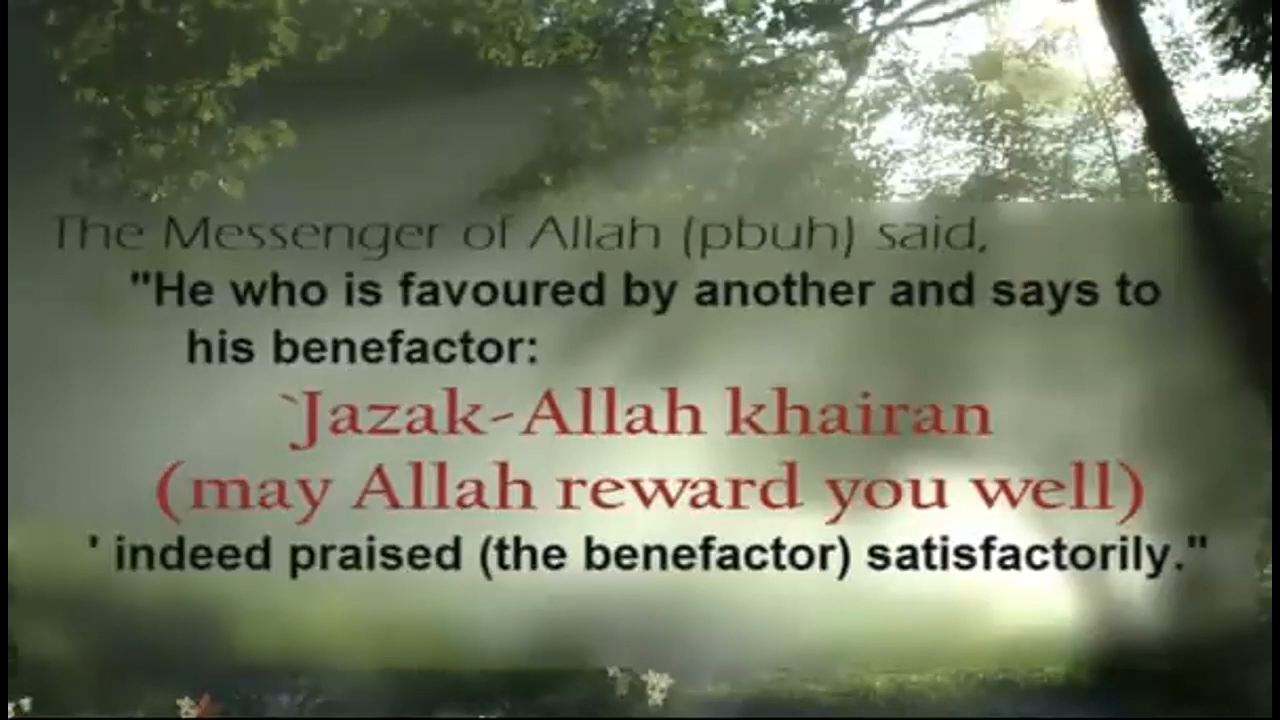 The Messenger of Allah (pbuh) said,
"He who is favoured by another and says to
his benefactor:
`Jazak-Allah khairan
(may Allah reward you well)
' indeed praised (the benefactor) satisfactorily."